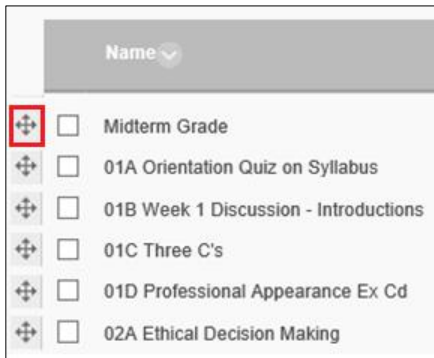 Name
Midterm Grade
01A Orientation Quiz on Syllabus
01B Week 1 Discussion - Introductions
01C Three C's
01D Professional Appearance Ex Cd
02A Ethical Decision Making